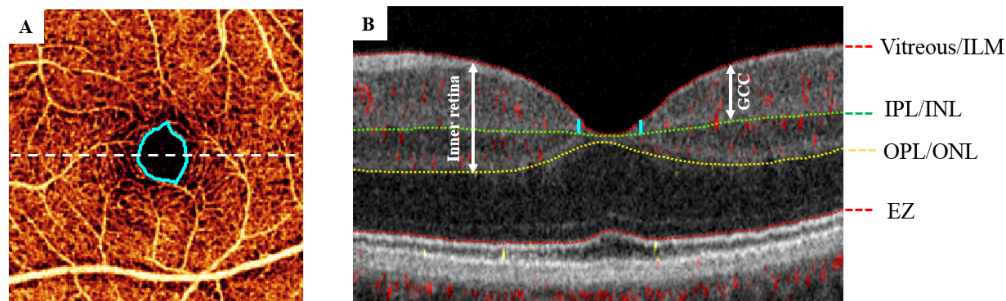 A
B
Inner retina
GCC
Vitreous/ILM
IPL/INL
OPL/ONL
EZ